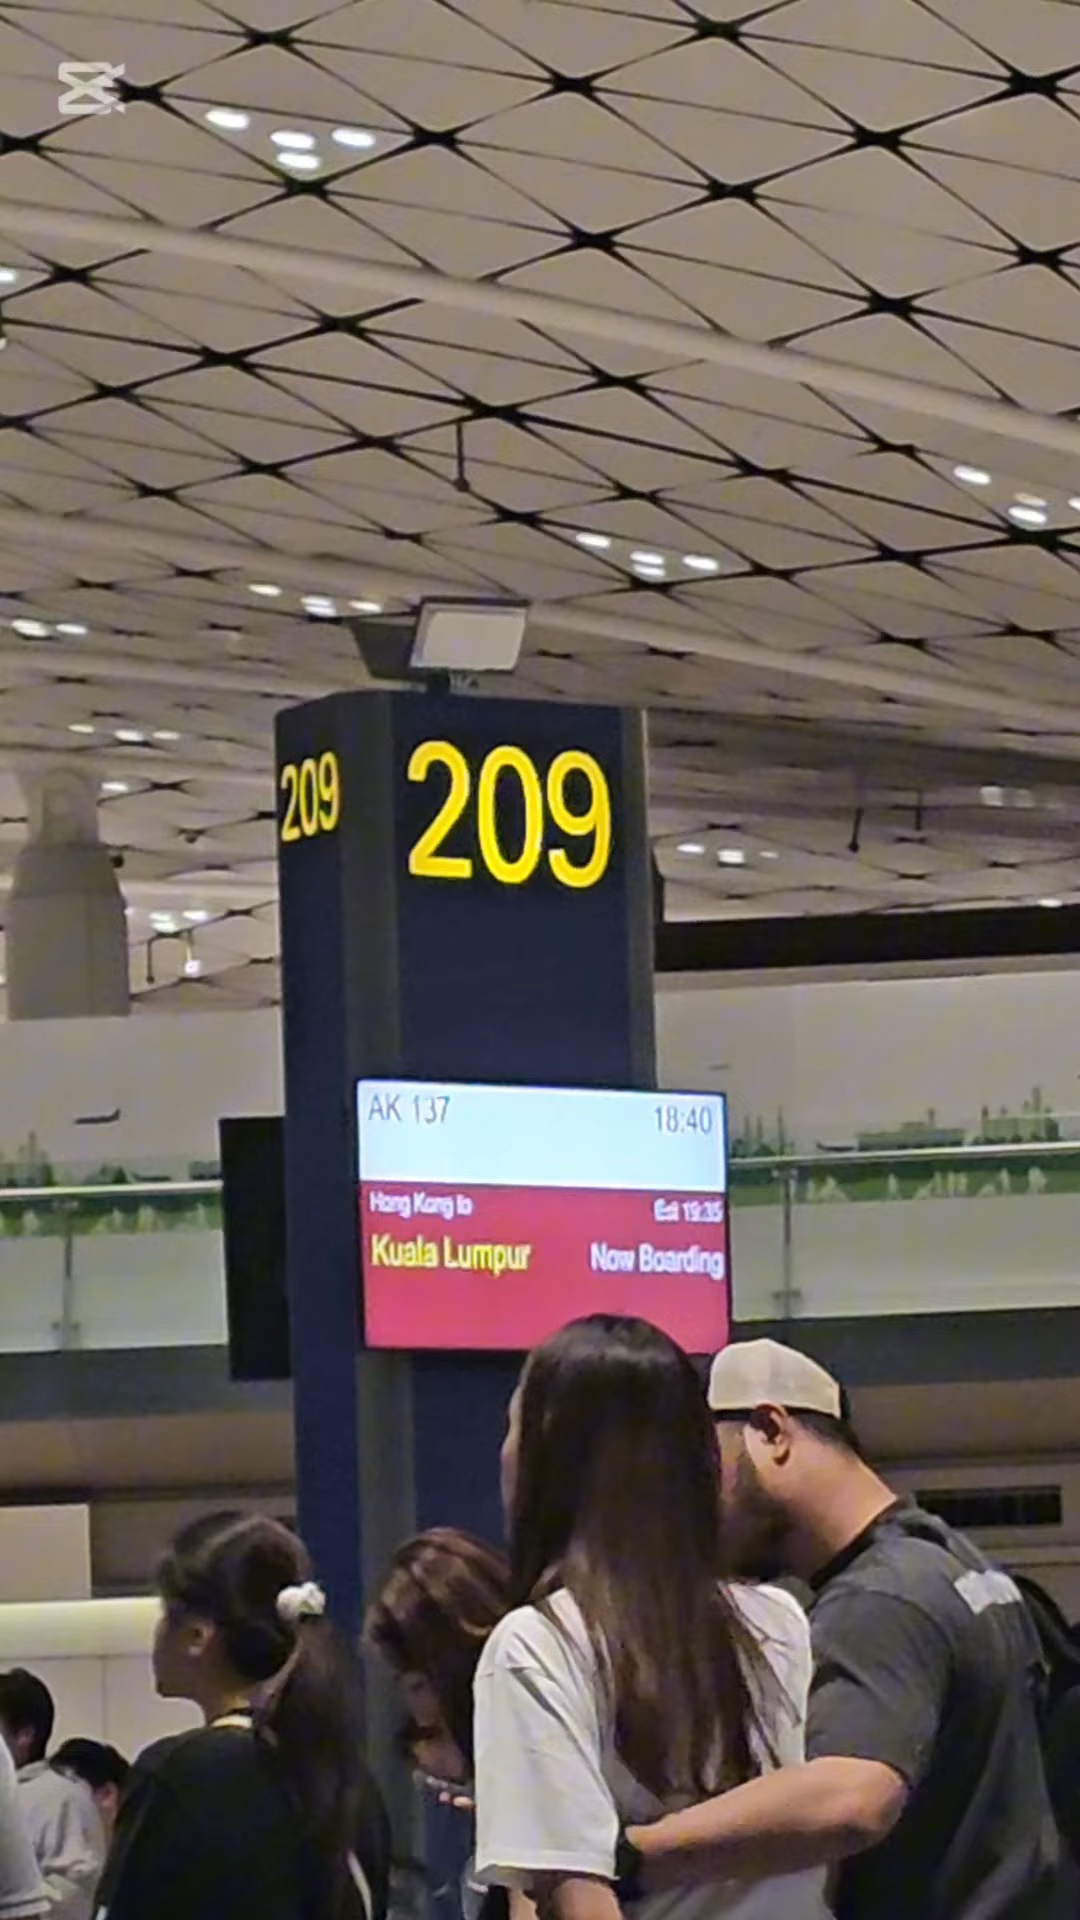 209
209
AK 137 18:40
Hong Kong to Est 19:35
Kuala Lumpur Now Boarding